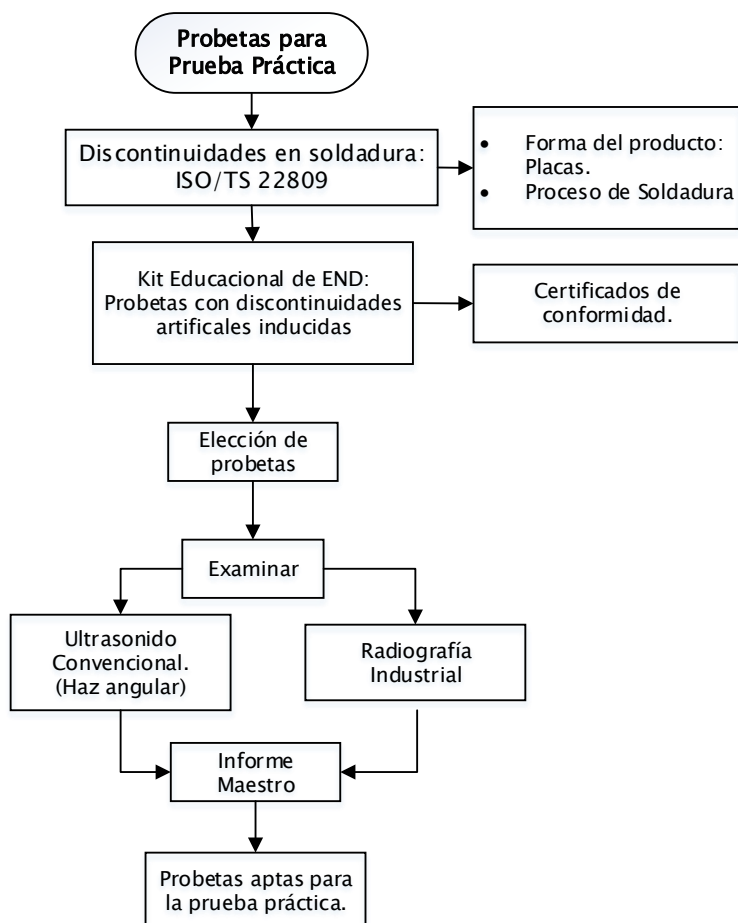 Probetas para
Prueba Práctica
Discontinuidades en soldadura:
ISO/TS 22809
• Forma del producto:
Placas.
• Proceso de Soldadura
Kit Educacional de END:
Probetas con discontinuidades
artificales inducidas
Certificados de
conformidad.
Elección de
probetas
Examinar
Ultrasonido
Convencional.
(Haz angular)
Radiografía
Industrial
Informe
Maestro
Probetas aptas para
la prueba práctica.